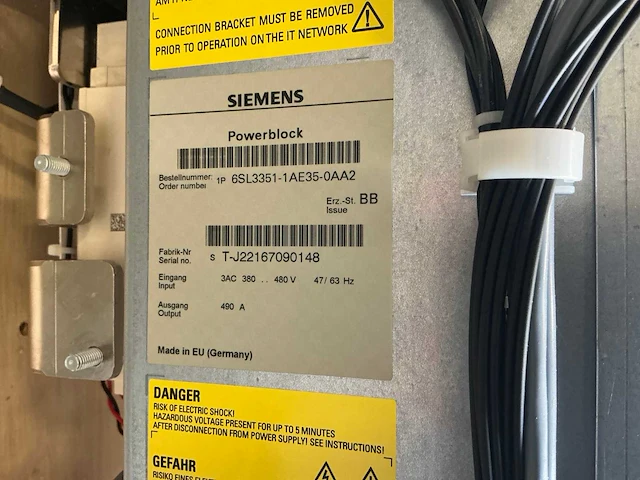 CONNECTION BRACKET MUST BE REMOVED
PRIOR TO OPERATION ON THE IT NETWORK
SIEMENS
Powerblock
Bestellnummer 1P 6SL3351-1AE35-0AA2
Order number
Erz.-St. BB
Issue
Fabrik-Nr
Serial no. S T-J22167090148
Eingang 3AC 380 .. 480 V 47/ 63 Hz
Input
Ausgang 490 A
Output
Made in EU (Germany)
DANGER
RISK OF ELECTRIC SHOCK!
HAZARDOUS VOLTAGE PRESENT FOR UP TO 5 MINUTES
AFTER DISCONNECTION FROM POWER SUPPLY! SEE INSTRUCTIONS!
GEFAHR
RISIKO EINES